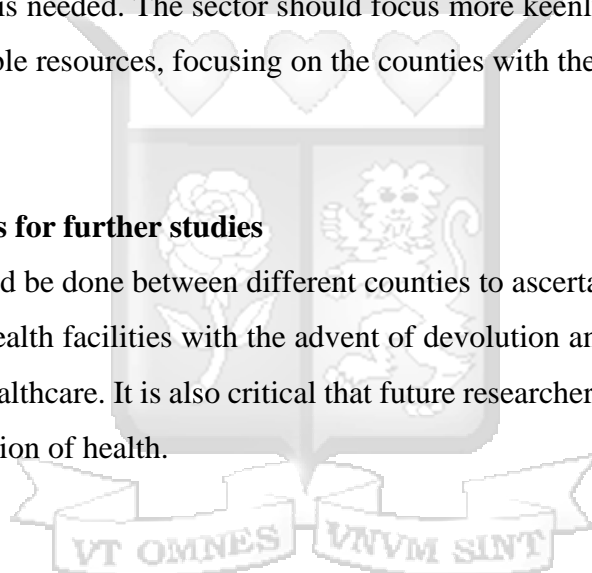 is needed. The sector should focus more keenl
ble resources, focusing on the counties with the
s for further studies
d be done between different counties to ascerta
ealth facilities with the advent of devolution an
althcare. It is also critical that future researcher
ion of health.
VT OMNES VNVM SINT